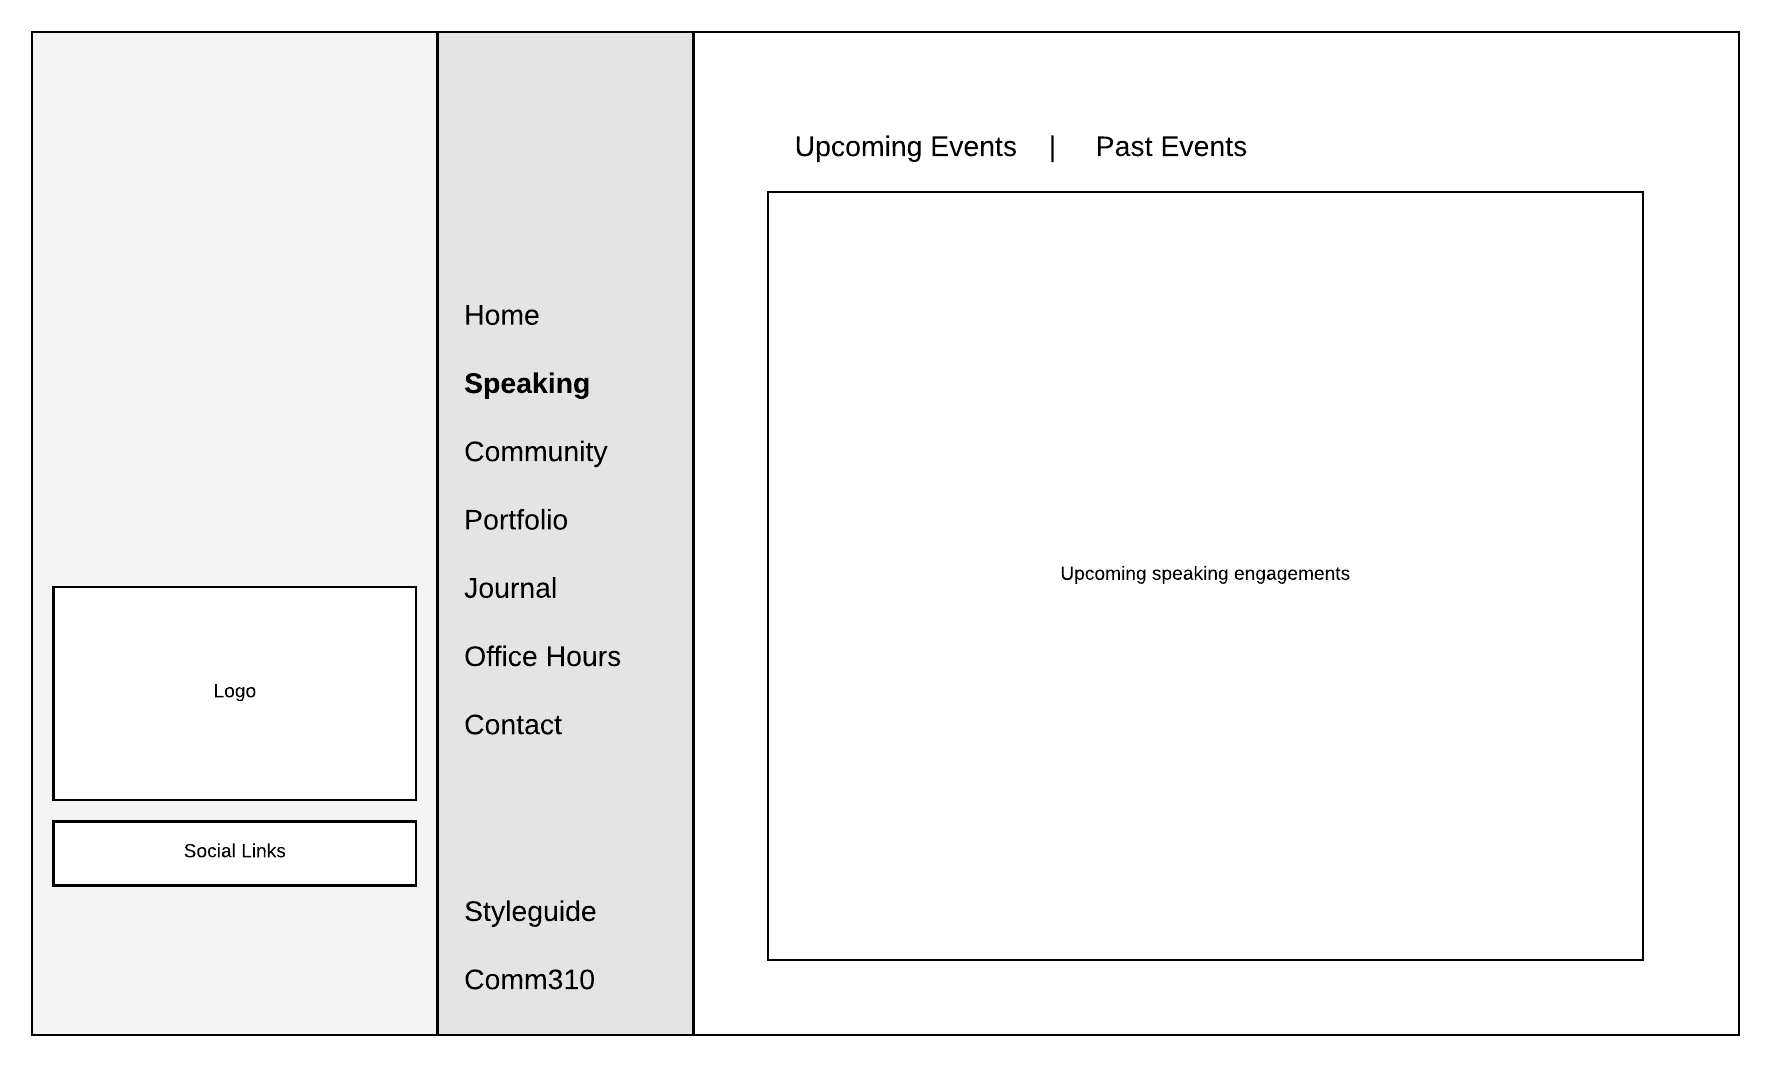 Logo
Social Links
Home
Speaking
Community
Portfolio
Journal
Office Hours
Contact
Styleguide
Comm310
Upcoming Events | Past Events
Upcoming speaking engagements